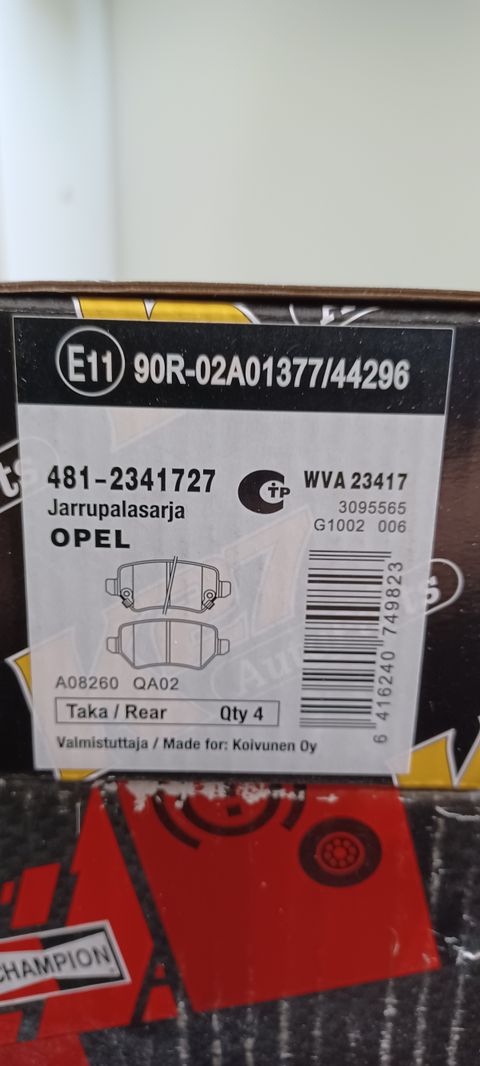 E11 90R-02A01377/44296
481-2341727
Jarrupalasarja
OPEL
WVA 23417
3095565
G1002 006
A08260 QA02
Taka / Rear Qty 4
Valmistuttaja / Made for: Koivunen Oy
6 416240 749823
CHAMPION